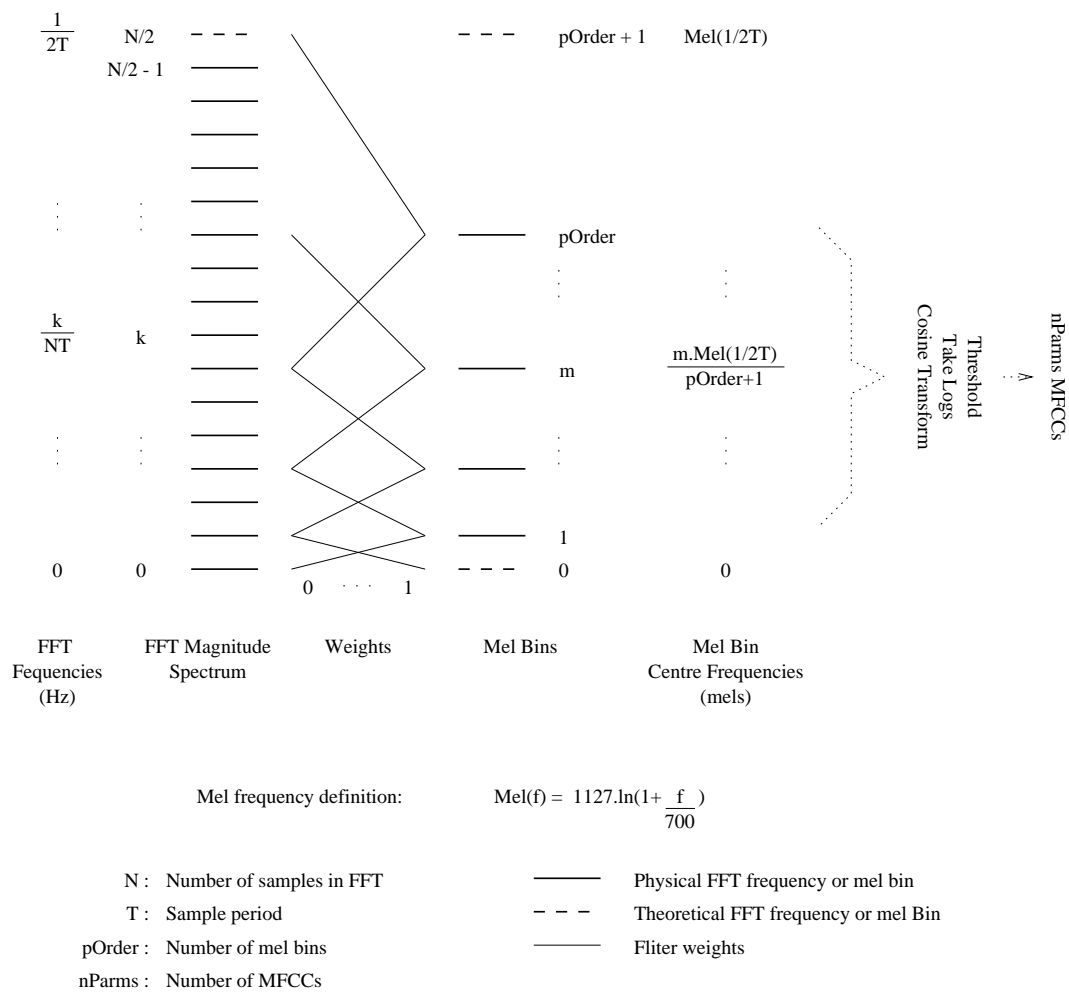 1
2T
N/2
pOrder + 1
Mel(1/2T)
N/2 - 1
pOrder
k
NT
k
m
m.Mel(1/2T)
pOrder+1
Threshold
Take Logs
Cosine Transform
nParms MFCCs
1
0
0
0
0
0 . . . 1
FFT
Fequencies
(Hz)
FFT Magnitude
Spectrum
Weights
Mel Bins
Mel Bin
Centre Frequencies
(mels)
Mel frequency definition:
Mel(f) = 1127.ln(1+ f
700
)
N : Number of samples in FFT
T : Sample period
pOrder : Number of mel bins
nParms : Number of MFCCs
Physical FFT frequency or mel bin
Theoretical FFT frequency or mel Bin
Fliter weights